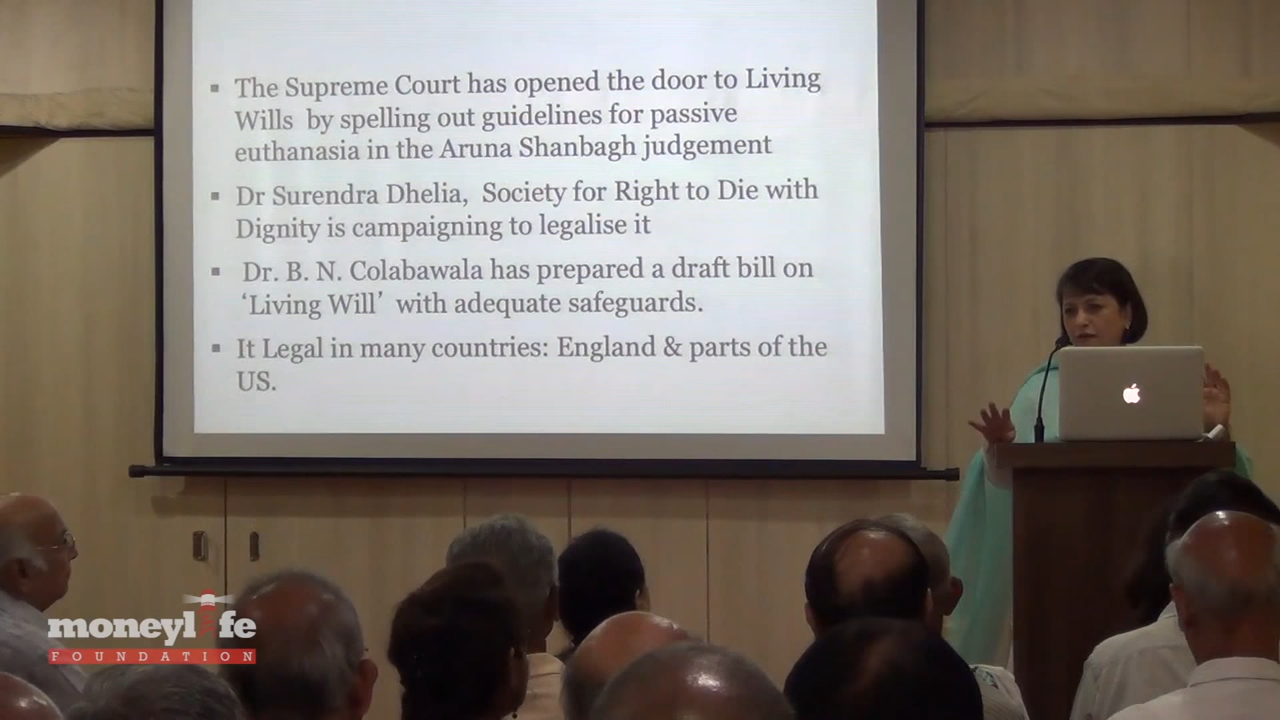 ▪ The Supreme Court has opened the door to Living
Wills by spelling out guidelines for passive
euthanasia in the Aruna Shanbagh judgement
▪ Dr Surendra Dhelia, Society for Right to Die with
Dignity is campaigning to legalise it
▪ Dr. B. N. Colabawala has prepared a draft bill on
‘Living Will’ with adequate safeguards.
▪ It Legal in many countries: England & parts of the
US.
moneylife
FOUNDATION